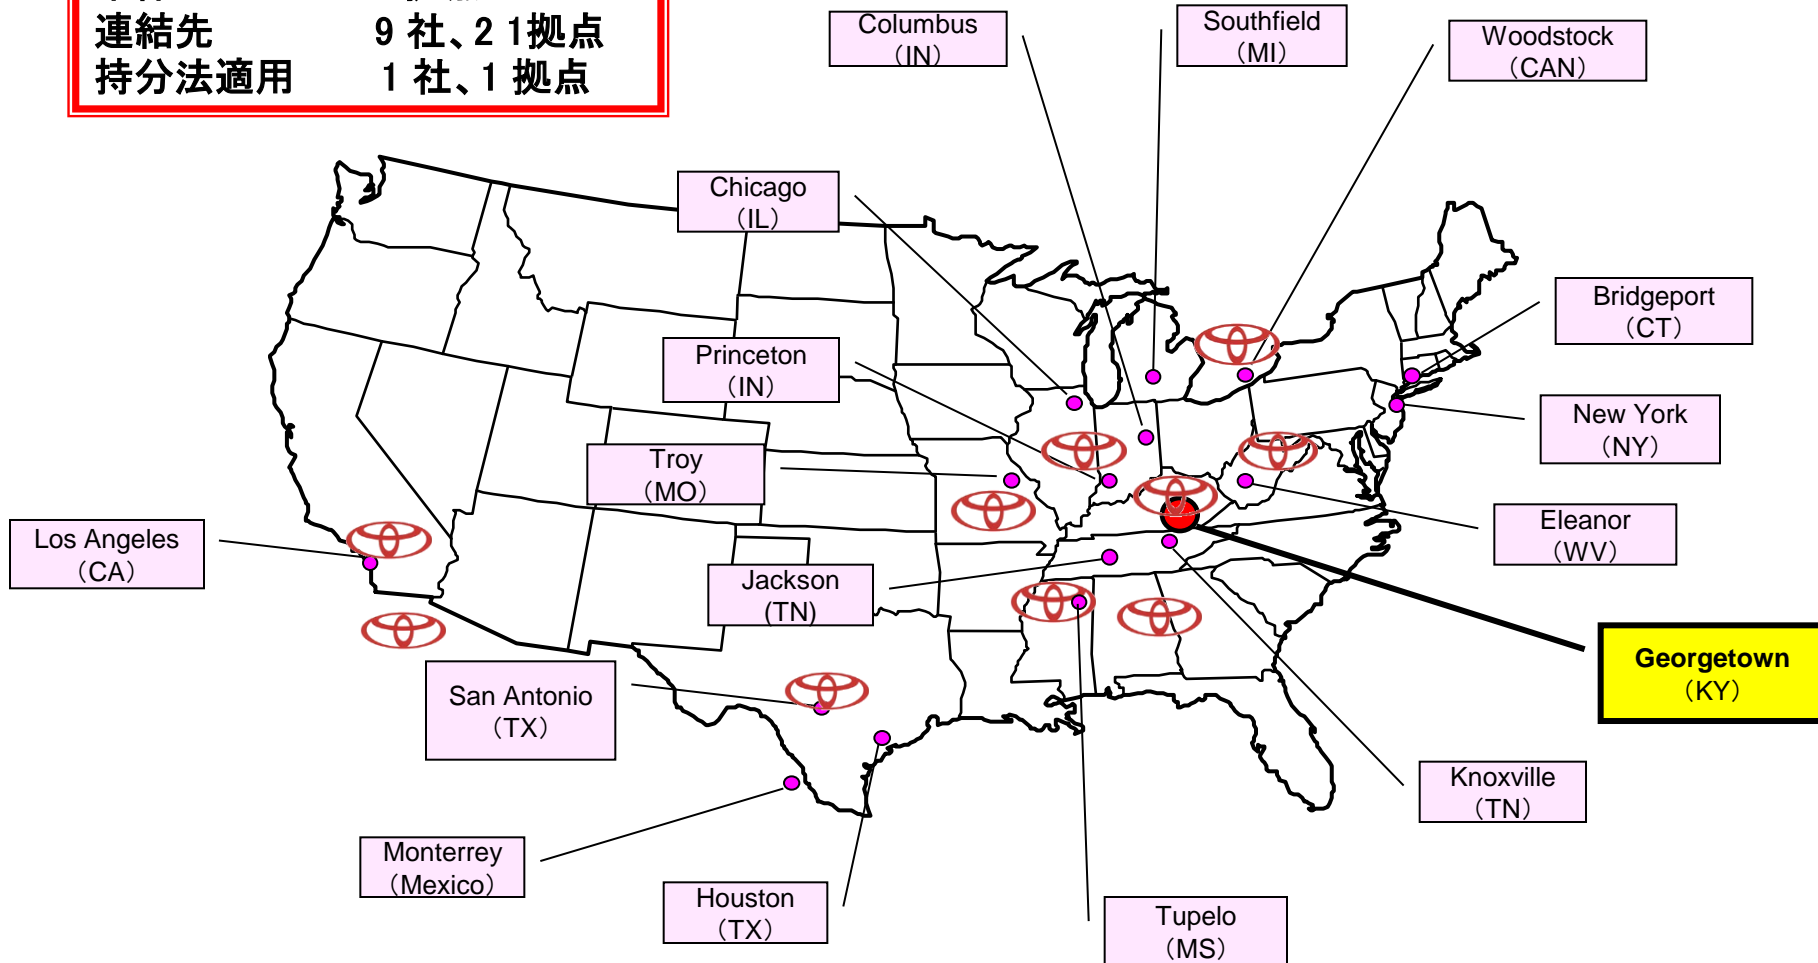 連結先 9 社、2 1拠点
持分法適用 1 社、1 拠点
Columbus
（IN）
Southfield
（MI）
Woodstock
（CAN）
Chicago
（IL）
Bridgeport
（CT）
Princeton
（IN）
New York
（NY）
Troy
（MO）
Eleanor
（WV）
Los Angeles
（CA）
Jackson
(TN)
Georgetown
（KY）
San Antonio
（TX）
Knoxville
（TN）
Monterrey
（Mexico）
Houston
（TX）
Tupelo
（MS）